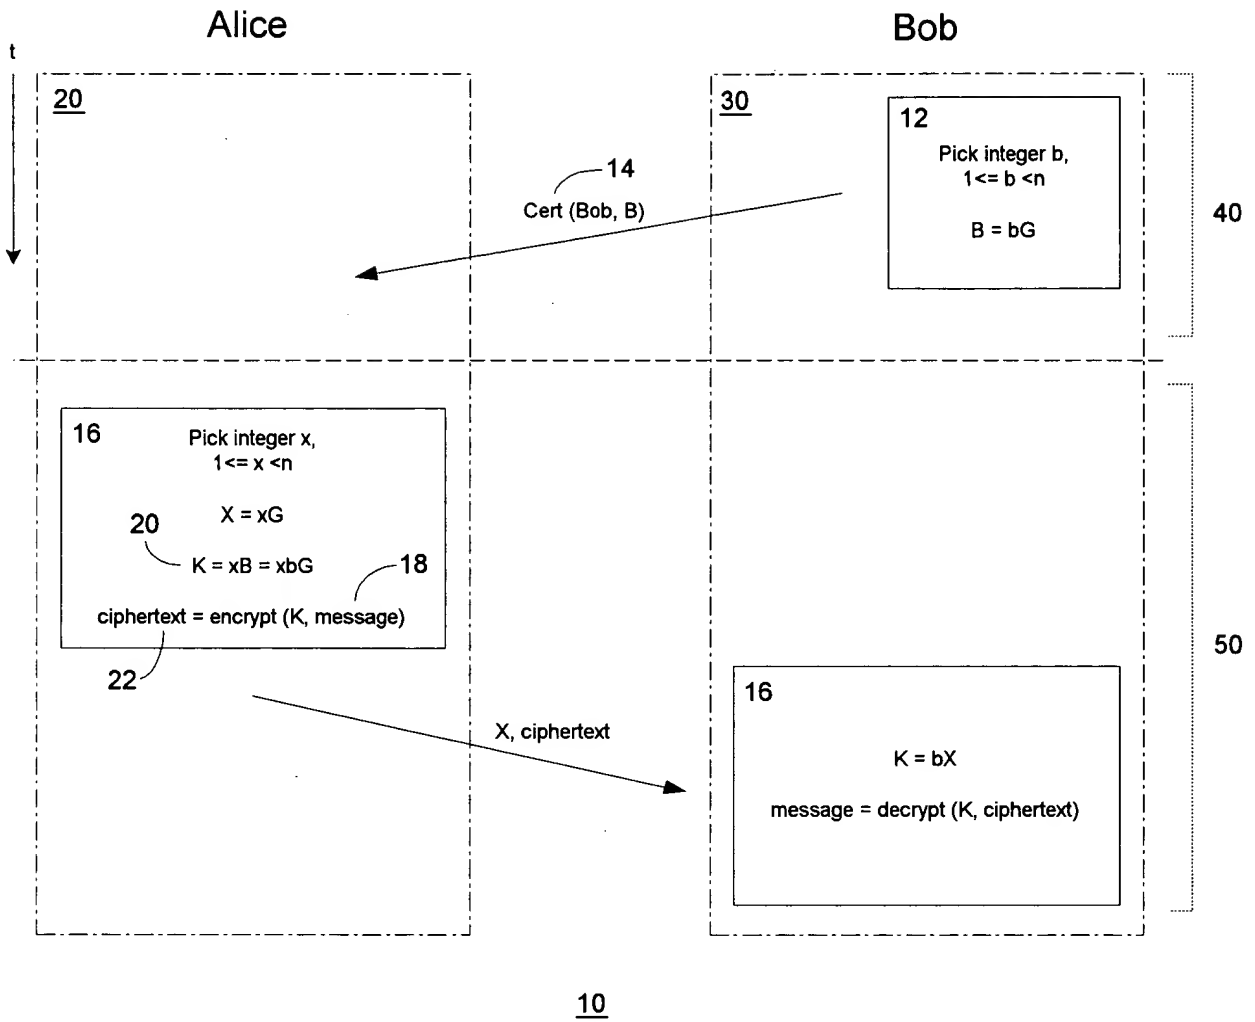 Alice
Bob
t
20
30
12
Pick integer b,
1<= b <n
B = bG
14
Cert (Bob, B)
40
16
Pick integer x,
1<= x <n
X = xG
20
K = xB = xbG
18
ciphertext = encrypt (K, message)
22
50
X, ciphertext
16
K = bX
message = decrypt (K, ciphertext)
10